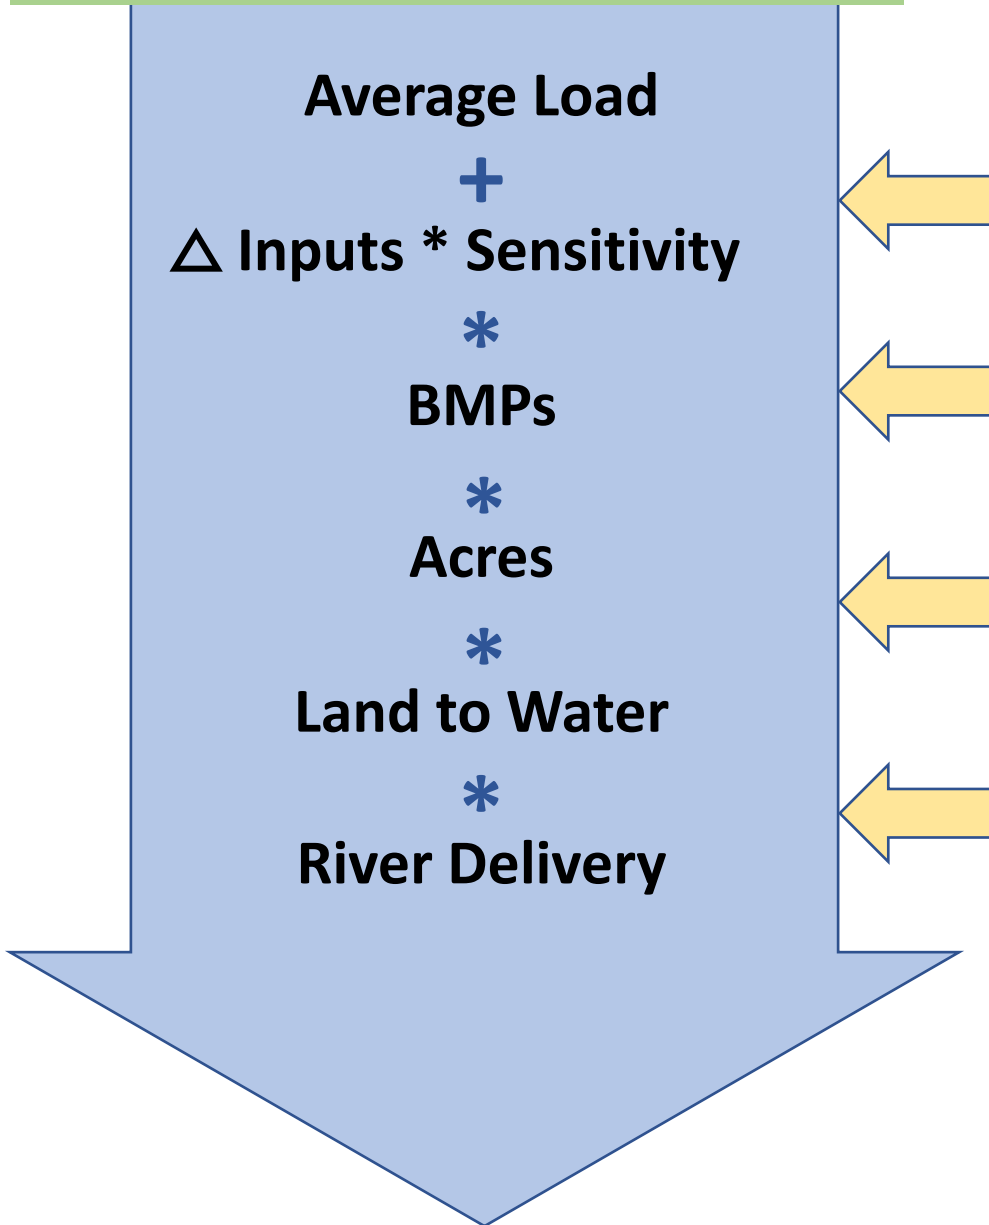 Average Load
+
△ Inputs * Sensitivity
*
BMPs
*
Acres
*
Land to Water
*
River Delivery